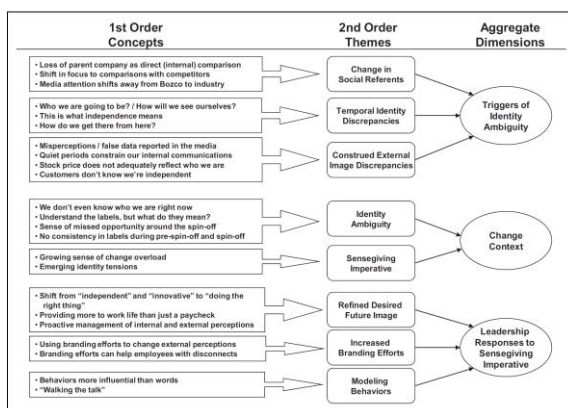 1st Order
Concepts
2nd Order
Themes
Aggregate
Dimensions
• Loss of parent company as direct (internal) comparison
• Shift in focus to comparisons with competitors
• Media attention shifts away from Bozco to industry
Change in
Social Referents
• Who we are going to be? / How will we see ourselves?
• This is what independence means
• How do we get there from here?
Temporal Identity
Discrepancies
• Misperceptions / false data reported in the media
• Quiet periods constrain our internal communications
• Stock price does not adequately reflect who we are
• Customers don't know we're independent
Construed External
Image Discrepancies
Triggers of
Identity
Ambiguity
• We don't even know who we are right now
• Understand the labels, but what do they mean?
• Sense of missed opportunity around the spin-off
• No consistency in labels during pre-spin-off and spin-off
Identity
Ambiguity
• Growing sense of change overload
• Emerging identity tensions
Sensegiving
Imperative
Change
Context
• Shift from "independent" and "innovative" to "doing the
right thing"
• Providing more to work life than just a paycheck
• Proactive management of internal and external perceptions
Refined Desired
Future Image
• Using branding efforts to change external perceptions
• Branding efforts can help employees with disconnects
Increased
Branding Efforts
• Behaviors more influential than words
• "Walking the talk"
Modeling
Behaviors
Leadership
Responses to
Sensegiving
Imperative